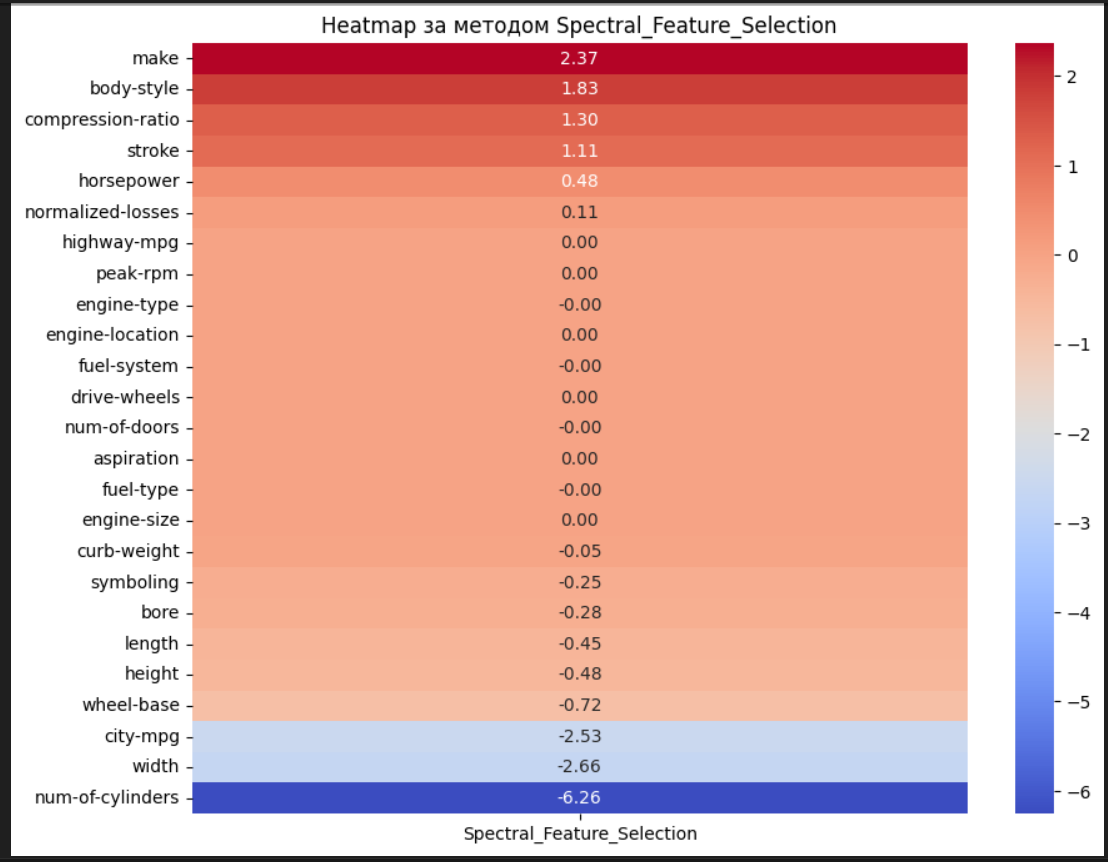 Heatmap за методом Spectral_Feature_Selection
make 2.37
body-style 1.83
compression-ratio 1.30
stroke 1.11
horsepower 0.48
normalized-losses 0.11
highway-mpg 0.00
peak-rpm 0.00
engine-type -0.00
engine-location 0.00
fuel-system -0.00
drive-wheels 0.00
num-of-doors -0.00
aspiration 0.00
fuel-type -0.00
engine-size 0.00
curb-weight -0.05
symboling -0.25
bore -0.28
length -0.45
height -0.48
wheel-base -0.72
city-mpg -2.53
width -2.66
num-of-cylinders -6.26
Spectral_Feature_Selection
2
1
0
−1
−2
−3
−4
−5
−6